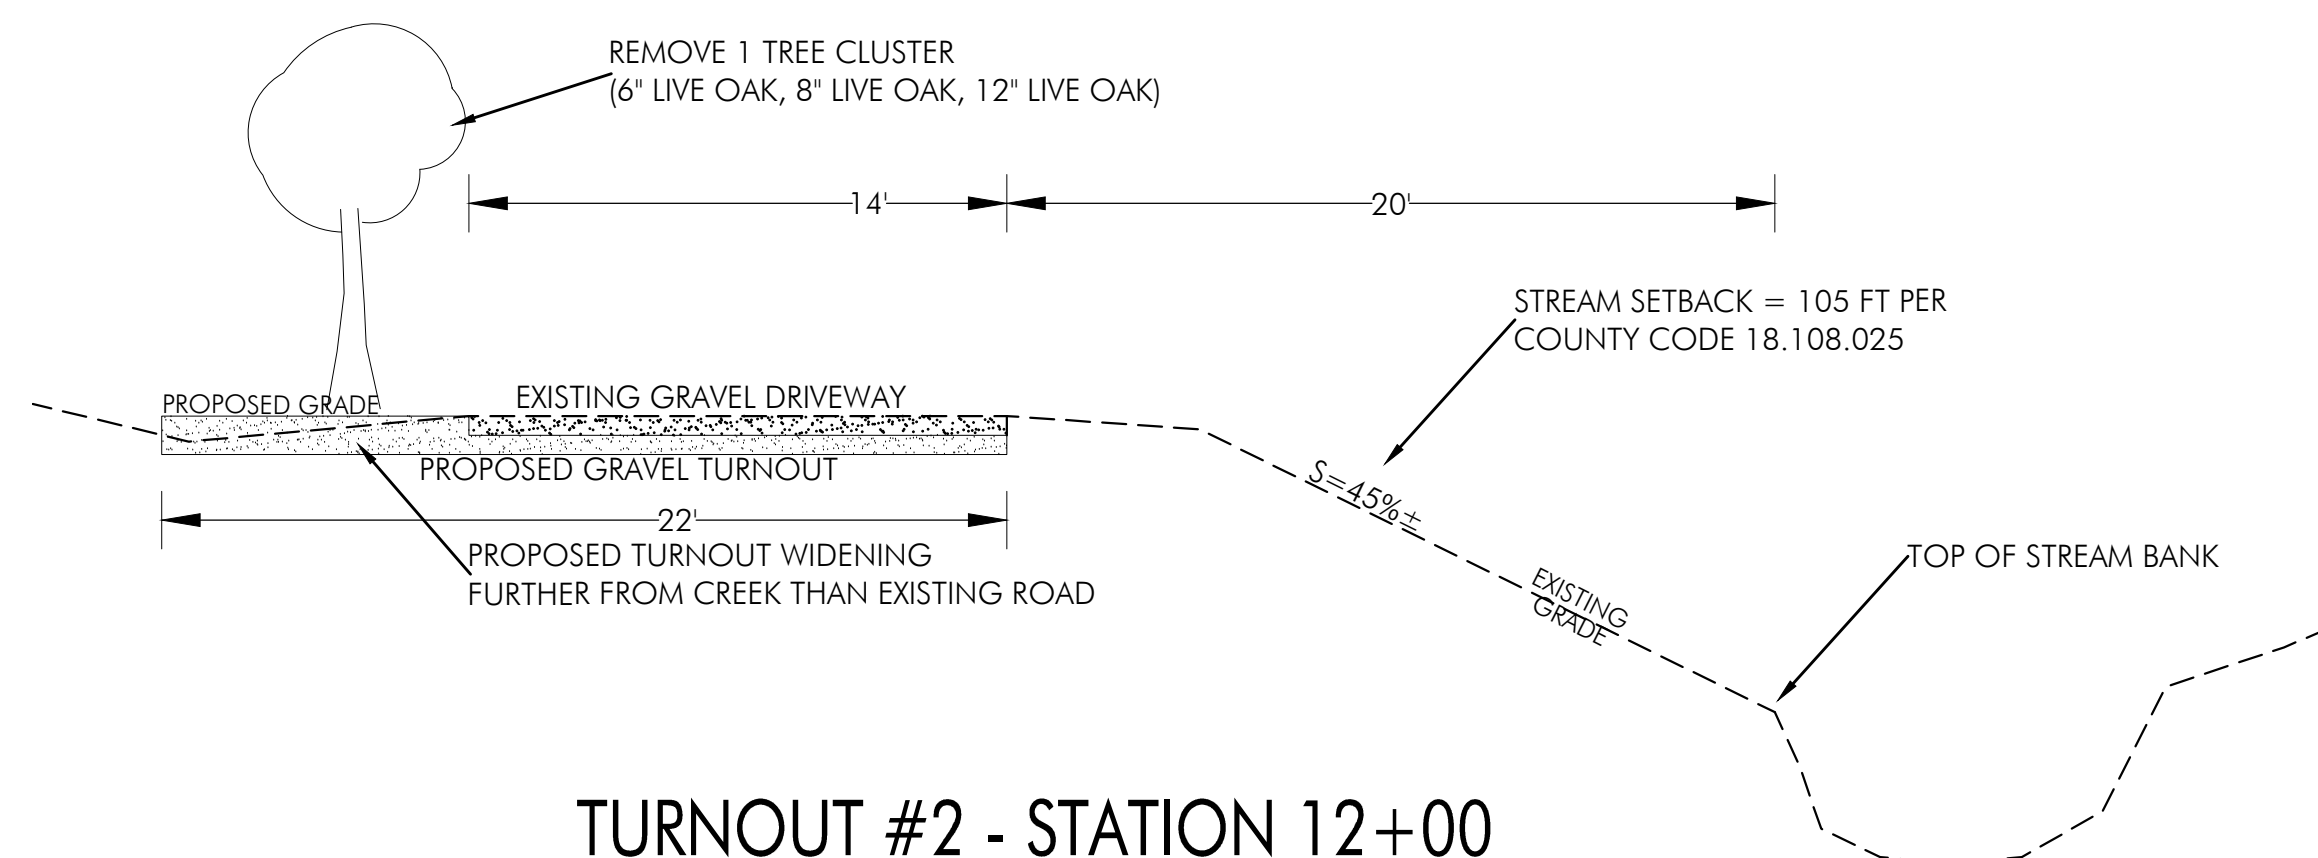 REMOVE 1 TREE CLUSTER
(6" LIVE OAK, 8" LIVE OAK, 12" LIVE OAK)
14'
20'
STREAM SETBACK = 105 FT PER
COUNTY CODE 18.108.025
PROPOSED GRADE
EXISTING GRAVEL DRIVEWAY
PROPOSED GRAVEL TURNOUT
S=45%±
22'
PROPOSED TURNOUT WIDENING
FURTHER FROM CREEK THAN EXISTING ROAD
EXISTING
GRADE
TOP OF STREAM BANK
TURNOUT #2 - STATION 12+00